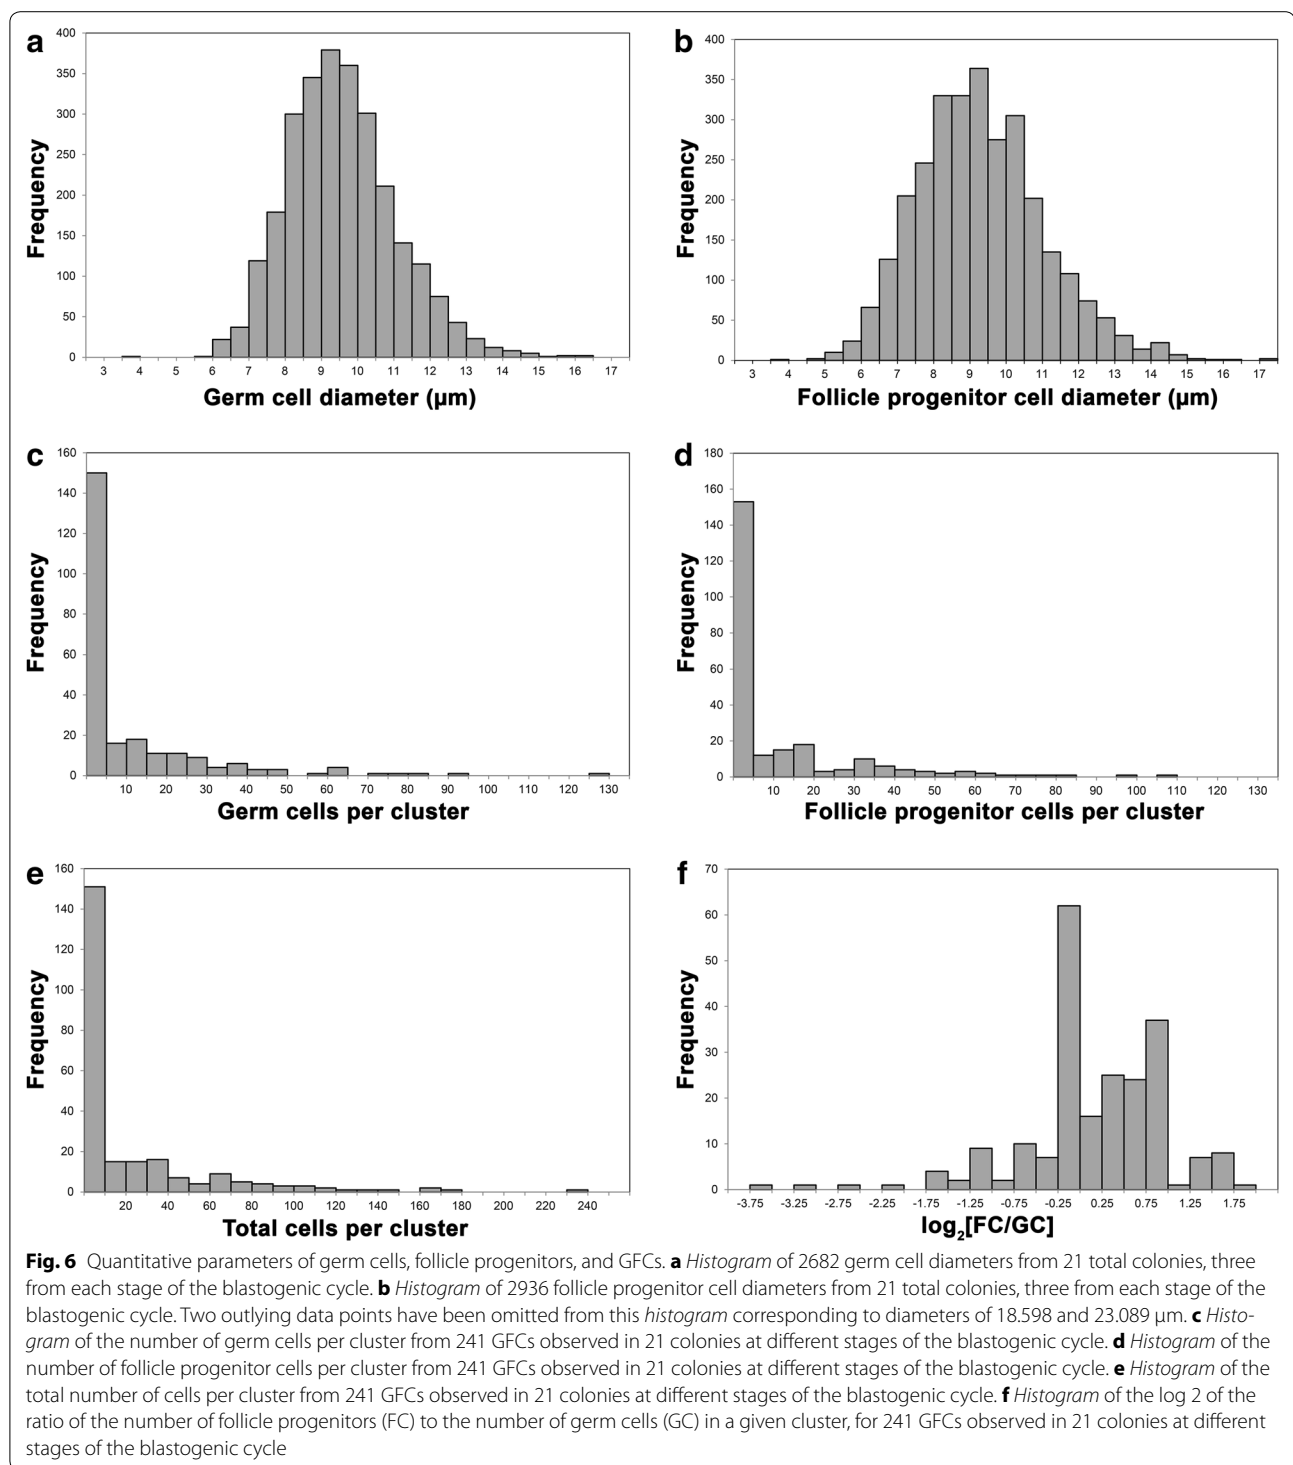 a
400
350
300
250
200
150
100
50
0
Frequency
3 4 5 6 7 8 9 10 11 12 13 14 15 16 17
Germ cell diameter (µm)
b
400
350
300
250
200
150
100
50
0
Frequency
3 4 5 6 7 8 9 10 11 12 13 14 15 16 17
Follicle progenitor cell diameter (µm)
c
160
140
120
100
80
60
40
20
0
Frequency
10 20 30 40 50 60 70 80 90 100 110 120 130
Germ cells per cluster
d
180
160
140
120
100
80
60
40
20
0
Frequency
10 20 30 40 50 60 70 80 90 100 110 120 130
Follicle progenitor cells per cluster
e
160
140
120
100
80
60
40
20
0
Frequency
20 40 60 80 100 120 140 160 180 200 220 240
Total cells per cluster
f
70
60
50
40
30
20
10
0
Frequency
-3.75 -3.25 -2.75 -2.25 -1.75 -1.25 -0.75 -0.25 0.25 0.75 1.25 1.75
log₂[FC/GC]
Fig. 6 Quantitative parameters of germ cells, follicle progenitors, and GFCs. a Histogram of 2682 germ cell diameters from 21 total colonies, three
from each stage of the blastogenic cycle. b Histogram of 2936 follicle progenitor cell diameters from 21 total colonies, three from each stage of the
blastogenic cycle. Two outlying data points have been omitted from this histogram corresponding to diameters of 18.598 and 23.089 µm. c Histo-
gram of the number of germ cells per cluster from 241 GFCs observed in 21 colonies at different stages of the blastogenic cycle. d Histogram of the
number of follicle progenitor cells per cluster from 241 GFCs observed in 21 colonies at different stages of the blastogenic cycle. e Histogram of the
total number of cells per cluster from 241 GFCs observed in 21 colonies at different stages of the blastogenic cycle. f Histogram of the log 2 of the
ratio of the number of follicle progenitors (FC) to the number of germ cells (GC) in a given cluster, for 241 GFCs observed in 21 colonies at different
stages of the blastogenic cycle